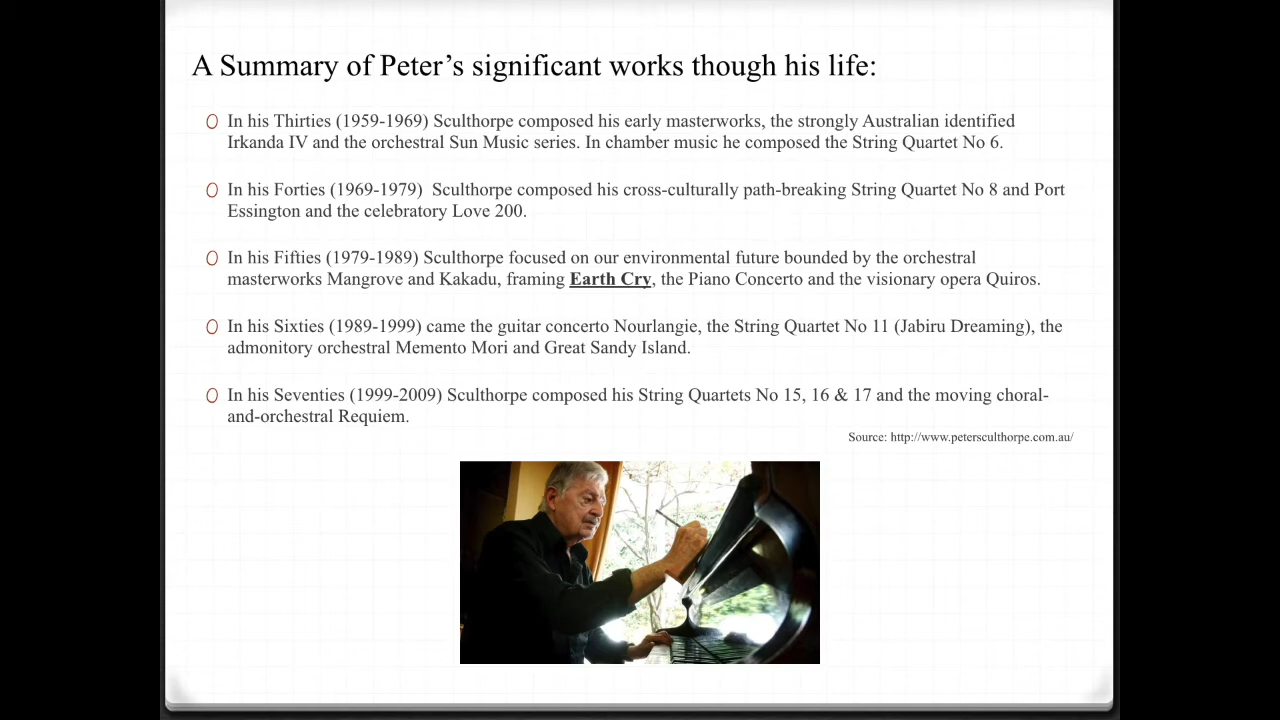 A Summary of Peter’s significant works though his life:
In his Thirties (1959-1969) Sculthorpe composed his early masterworks, the strongly Australian identified
Irkanda IV and the orchestral Sun Music series. In chamber music he composed the String Quartet No 6.
In his Forties (1969-1979)  Sculthorpe composed his cross-culturally path-breaking String Quartet No 8 and Port
Essington and the celebratory Love 200.
In his Fifties (1979-1989) Sculthorpe focused on our environmental future bounded by the orchestral
masterworks Mangrove and Kakadu, framing Earth Cry, the Piano Concerto and the visionary opera Quiros.
In his Sixties (1989-1999) came the guitar concerto Nourlangie, the String Quartet No 11 (Jabiru Dreaming), the
admonitory orchestral Memento Mori and Great Sandy Island.
In his Seventies (1999-2009) Sculthorpe composed his String Quartets No 15, 16 & 17 and the moving choral-
and-orchestral Requiem.
Source: http://www.petersculthorpe.com.au/